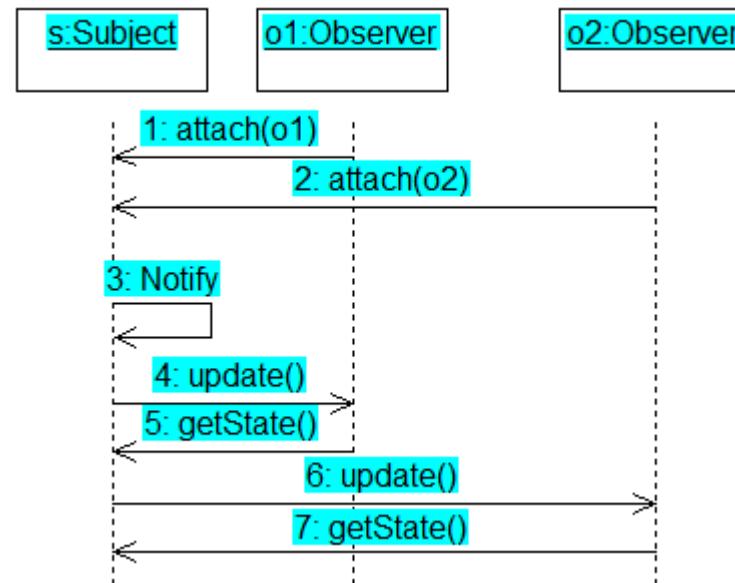 s:Subject
o1:Observer
o2:Observer
1: attach(o1)
2: attach(o2)
3: Notify
4: update()
5: getState()
6: update()
7: getState()